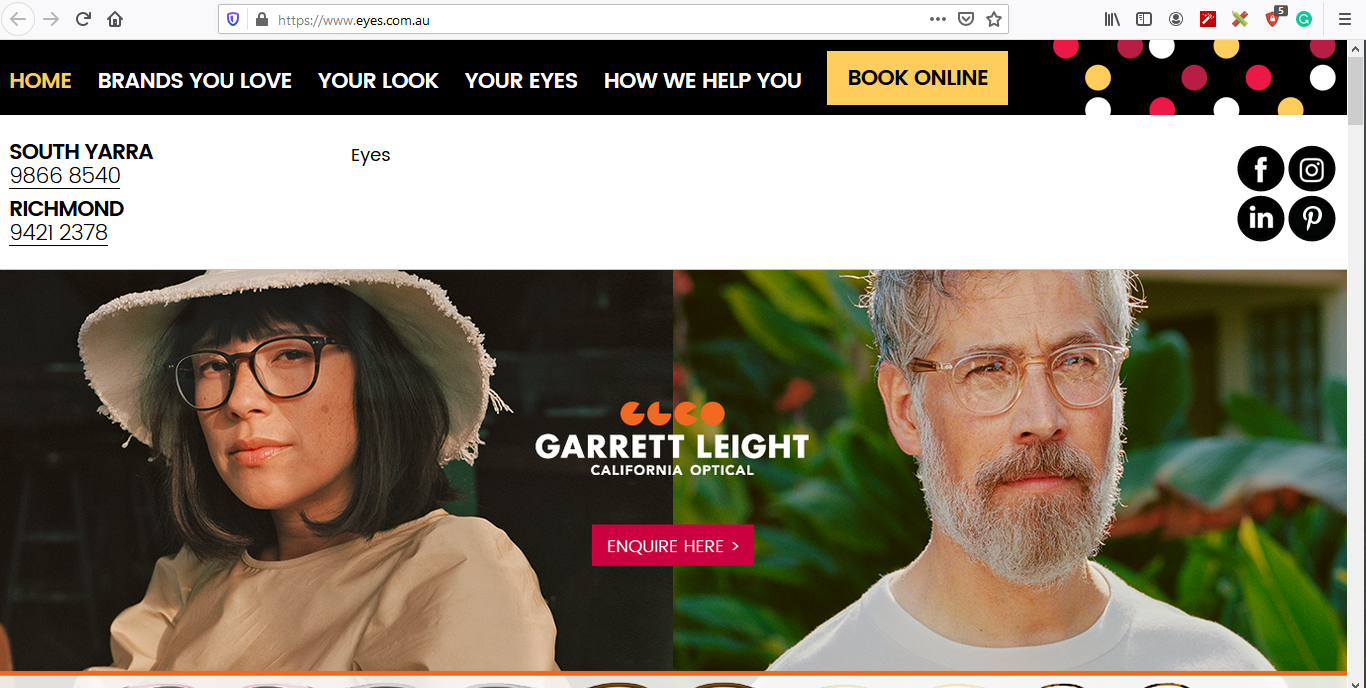 https://www.eyes.com.au
5
HOME BRANDS YOU LOVE YOUR LOOK YOUR EYES HOW WE HELP YOU BOOK ONLINE
SOUTH YARRA
9866 8540
RICHMOND
9421 2378
Eyes
GARRETT LEIGHT
CALIFORNIA OPTICAL
ENQUIRE HERE >